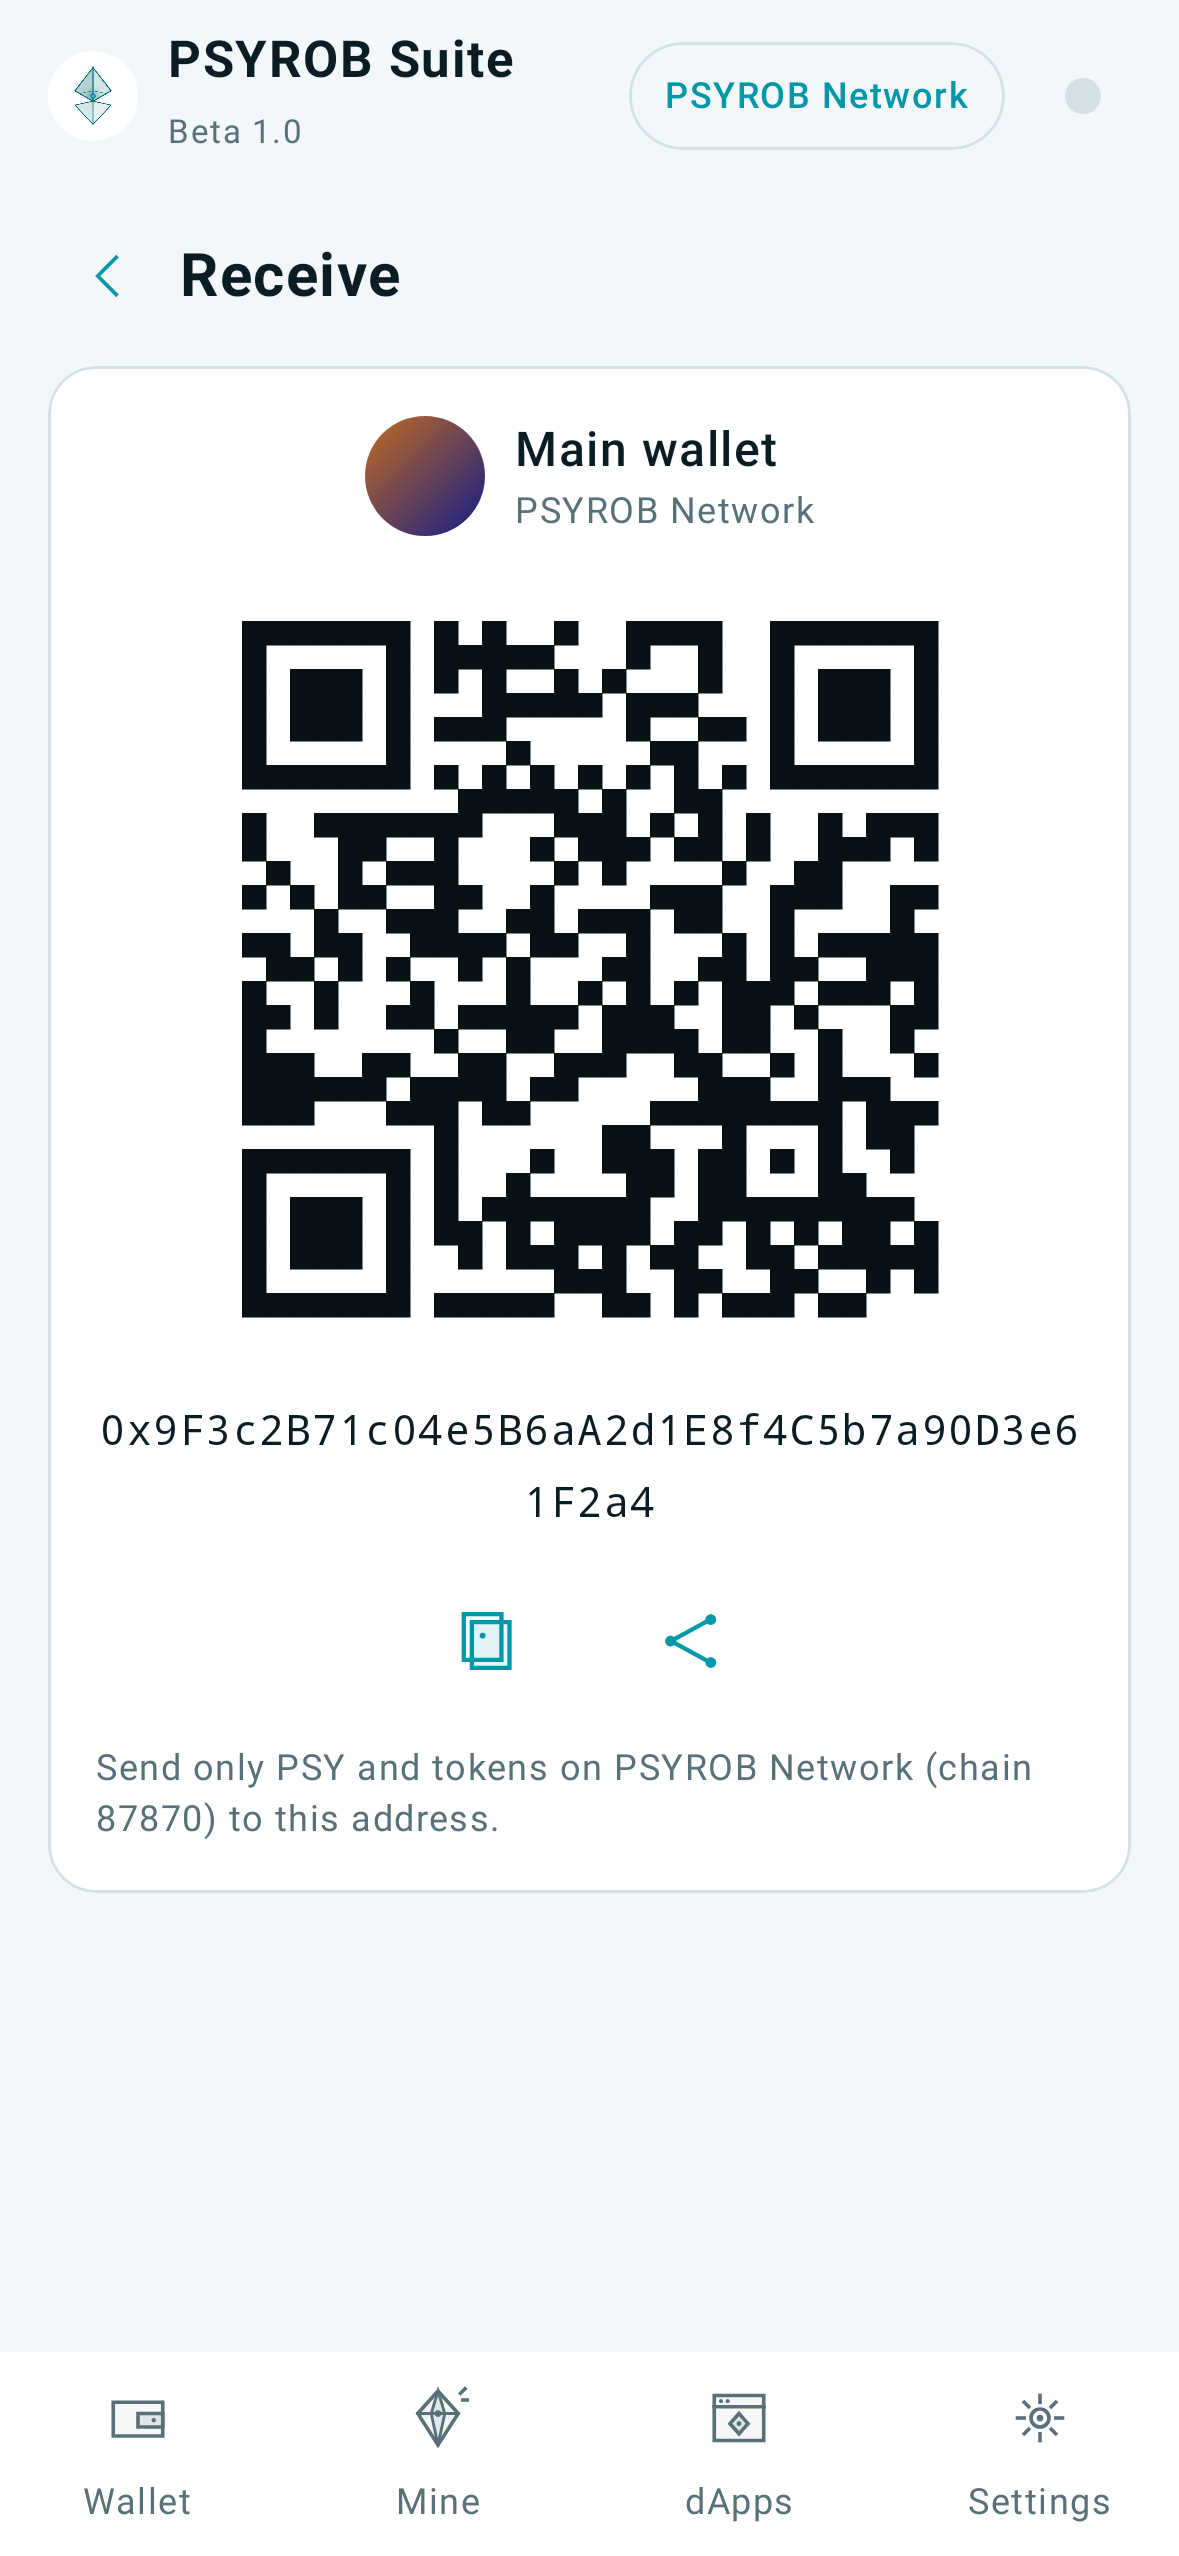 PSYROB Suite
Beta 1.0
PSYROB Network
Receive
Main wallet
PSYROB Network
0x9F3c2B71c04e5B6aA2d1E8f4C5b7a90D3e6
1F2a4
Send only PSY and tokens on PSYROB Network (chain
87870) to this address.
Wallet
Mine
dApps
Settings